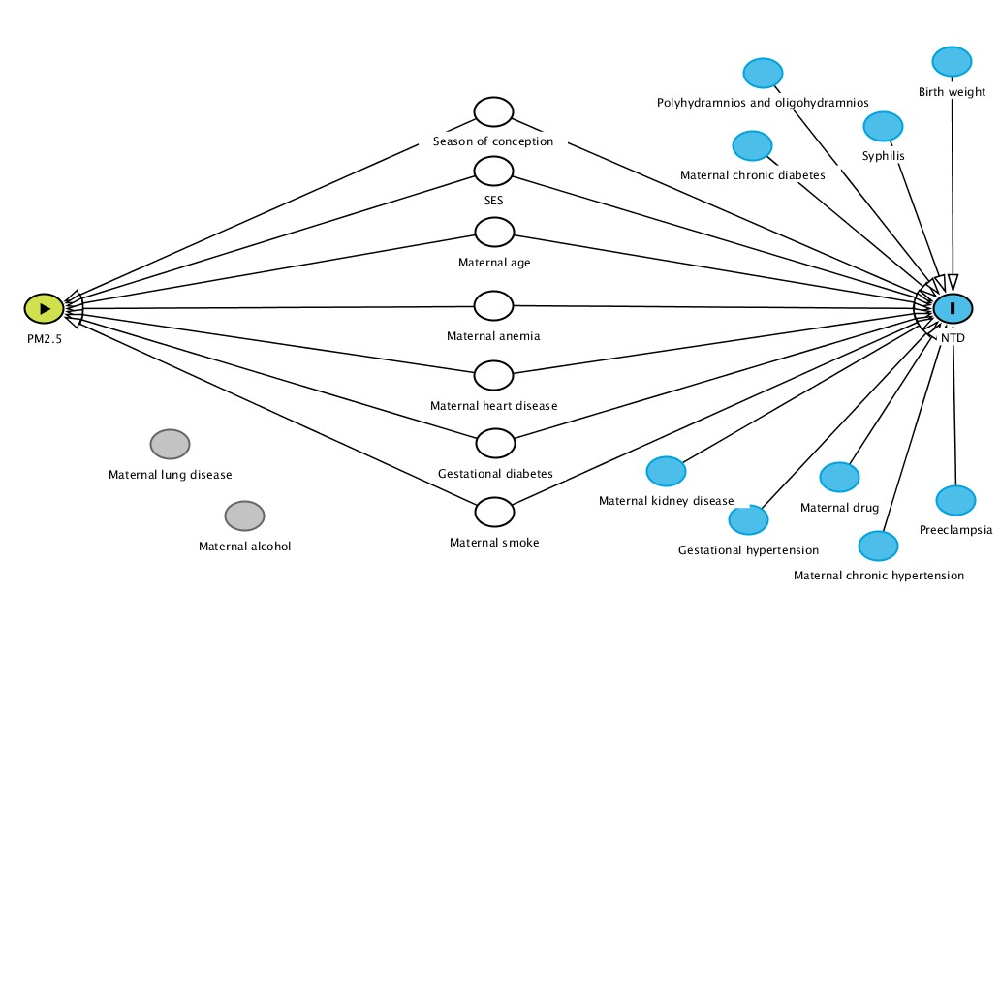 Birth weight
Polyhydramnios and oligohydramnios
Season of conception
Syphilis
Maternal chronic diabetes
SES
Maternal age
PM2.5
Maternal anemia
NTD
Maternal heart disease
Maternal lung disease
Gestational diabetes
Maternal kidney disease
Maternal drug
Preeclampsia
Maternal alcohol
Maternal smoke
Gestational hypertension
Maternal chronic hypertension